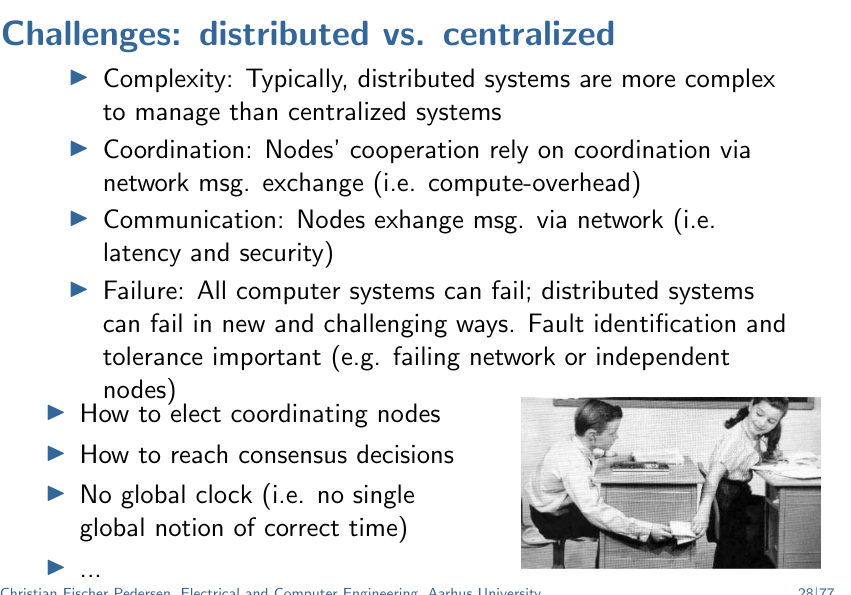 Challenges: distributed vs. centralized
▶ Complexity: Typically, distributed systems are more complex
to manage than centralized systems
▶ Coordination: Nodes' cooperation rely on coordination via
network msg. exchange (i.e. compute-overhead)
▶ Communication: Nodes exhange msg. via network (i.e.
latency and security)
▶ Failure: All computer systems can fail; distributed systems
can fail in new and challenging ways. Fault identification and
tolerance important (e.g. failing network or independent
nodes)
▶ How to elect coordinating nodes
▶ How to reach consensus decisions
▶ No global clock (i.e. no single
global notion of correct time)
▶ ...
Christian Fischer Pedersen, Electrical and Computer Engineering, Aarhus University
28|77